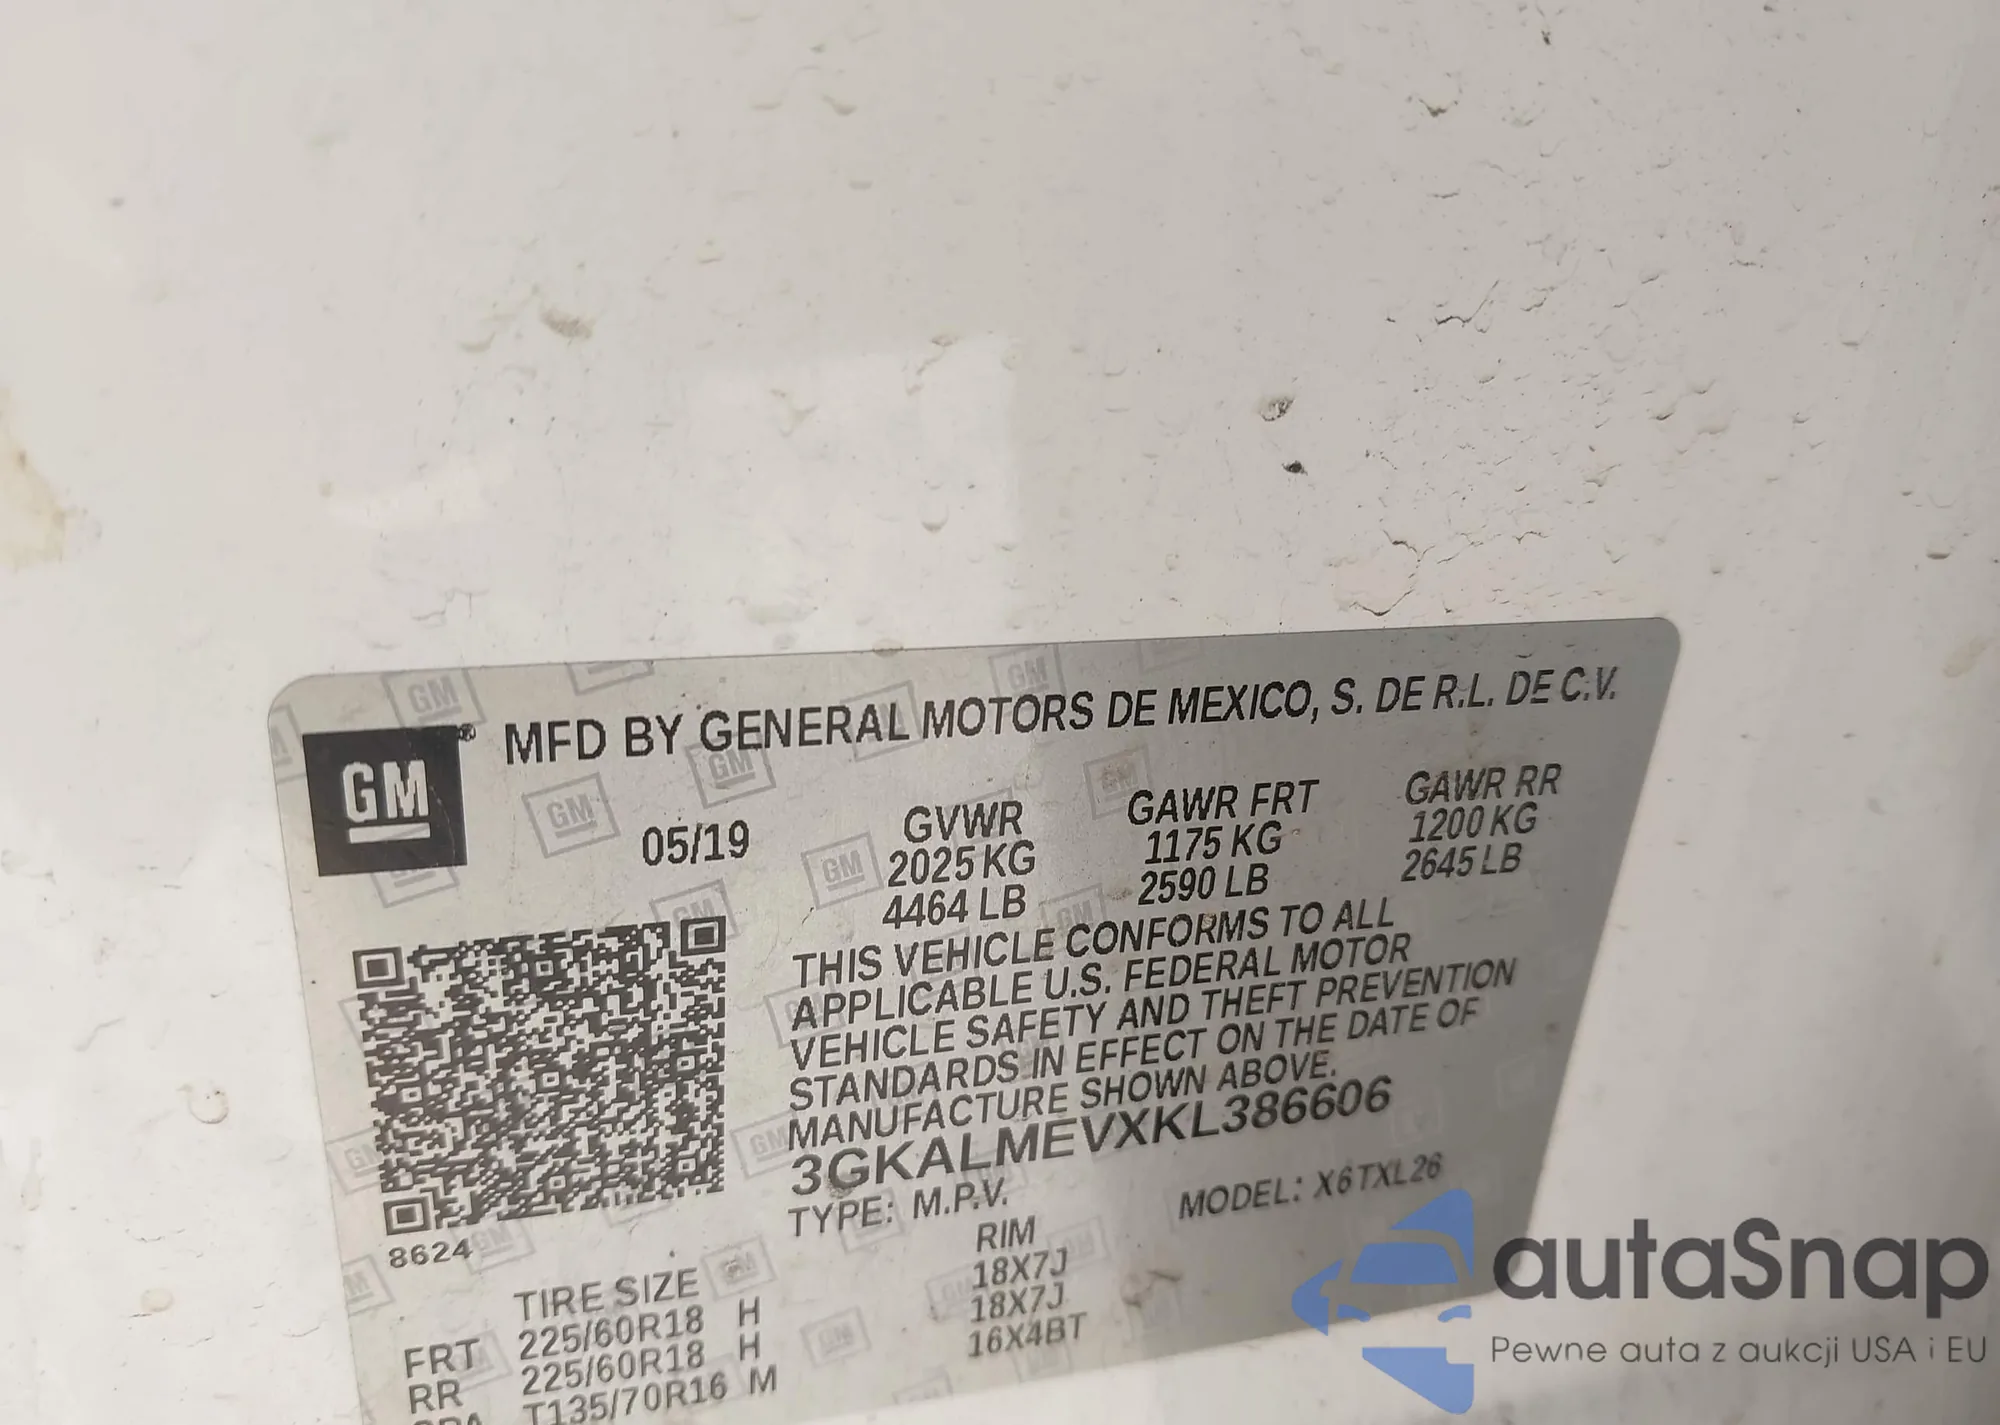 GM ® MFD BY GENERAL MOTORS DE MEXICO, S. DE R.L. DE C.V.
05/19
GVWR GAWR FRT GAWR RR
2025 KG 1175 KG 1200 KG
4464 LB 2590 LB 2645 LB
THIS VEHICLE CONFORMS TO ALL
APPLICABLE U.S. FEDERAL MOTOR
VEHICLE SAFETY AND THEFT PREVENTION
STANDARDS IN EFFECT ON THE DATE OF
MANUFACTURE SHOWN ABOVE.
3GKALMEVXKL386606
TYPE: M.P.V. MODEL: X6TXL26
8624
TIRE SIZE RIM
FRT 225/60R18 H 18X7J
RR 225/60R18 H 18X7J
T135/70R16 M 16X4BT
autaSnap
Pewne auta z aukcji USA i EU